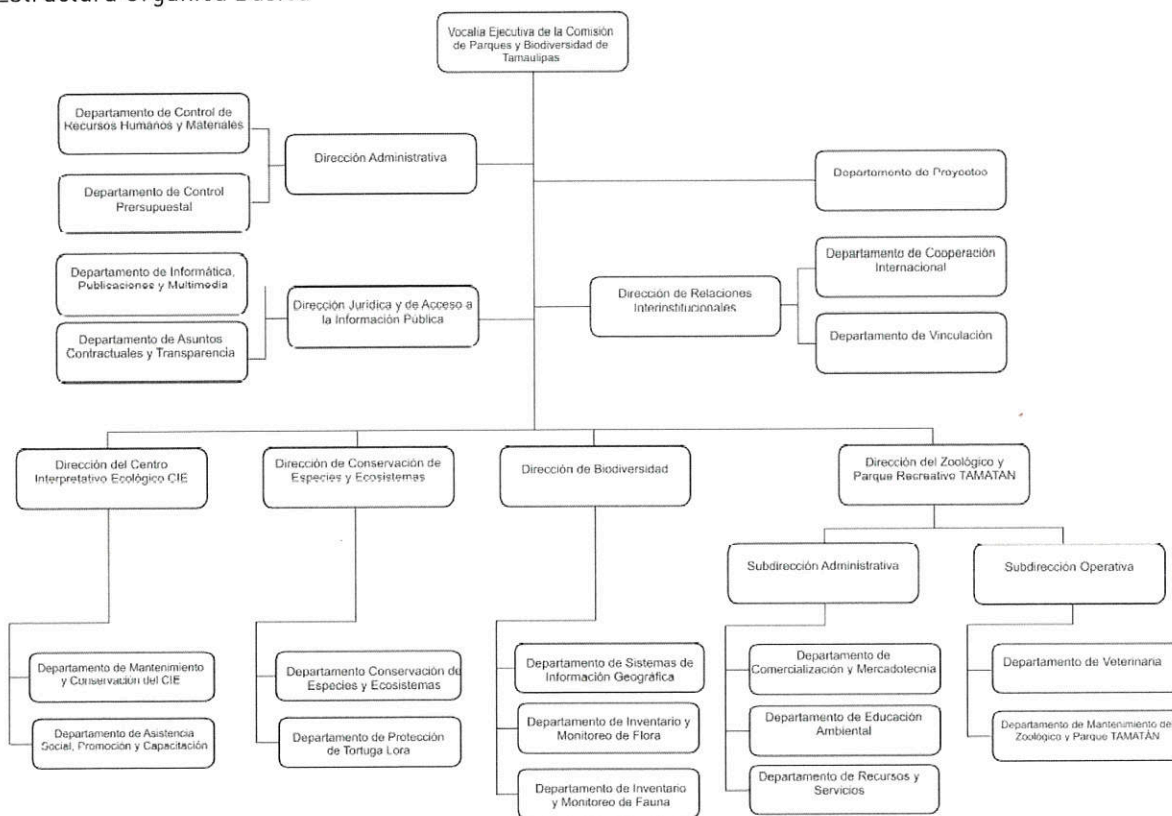 Estructura Orgánica Básica
Vocalía Ejecutiva de la Comisión
de Parques y Biodiversidad de
Tamaulipas
Departamento de Control de
Recursos Humanos y Materiales
Dirección Administrativa
Departamento de Control
Prersupuestal
Departamento de Proyectos
Departamento de Informática,
Publicaciones y Multimedia
Dirección Jurídica y de Acceso a
la Información Pública
Departamento de Asuntos
Contractuales y Transparencia
Departamento de Cooperación
Internacional
Dirección de Relaciones
Interinstitucionales
Departamento de Vinculación
Dirección del Centro
Interpretativo Ecológico CIE
Dirección de Conservación de
Especies y Ecosistemas
Dirección de Biodiversidad
Dirección del Zoológico y
Parque Recreativo TAMATAN
Subdirección Administrativa
Subdirección Operativa
Departamento de Mantenimiento
y Conservación del CIE
Departamento de Asistencia
Social, Promoción y Capacitación
Departamento Conservación de
Especies y Ecosistemas
Departamento de Protección
de Tortuga Lora
Departamento de Sistemas de
Información Geográfica
Departamento de Inventario y
Monitoreo de Flora
Departamento de Inventario
y Monitoreo de Fauna
Departamento de
Comercialización y Mercadotecnia
Departamento de Educación
Ambiental
Departamento de Recursos y
Servicios
Departamento de Veterinaria
Departamento de Mantenimiento de
Zoológico y Parque TAMATÁN